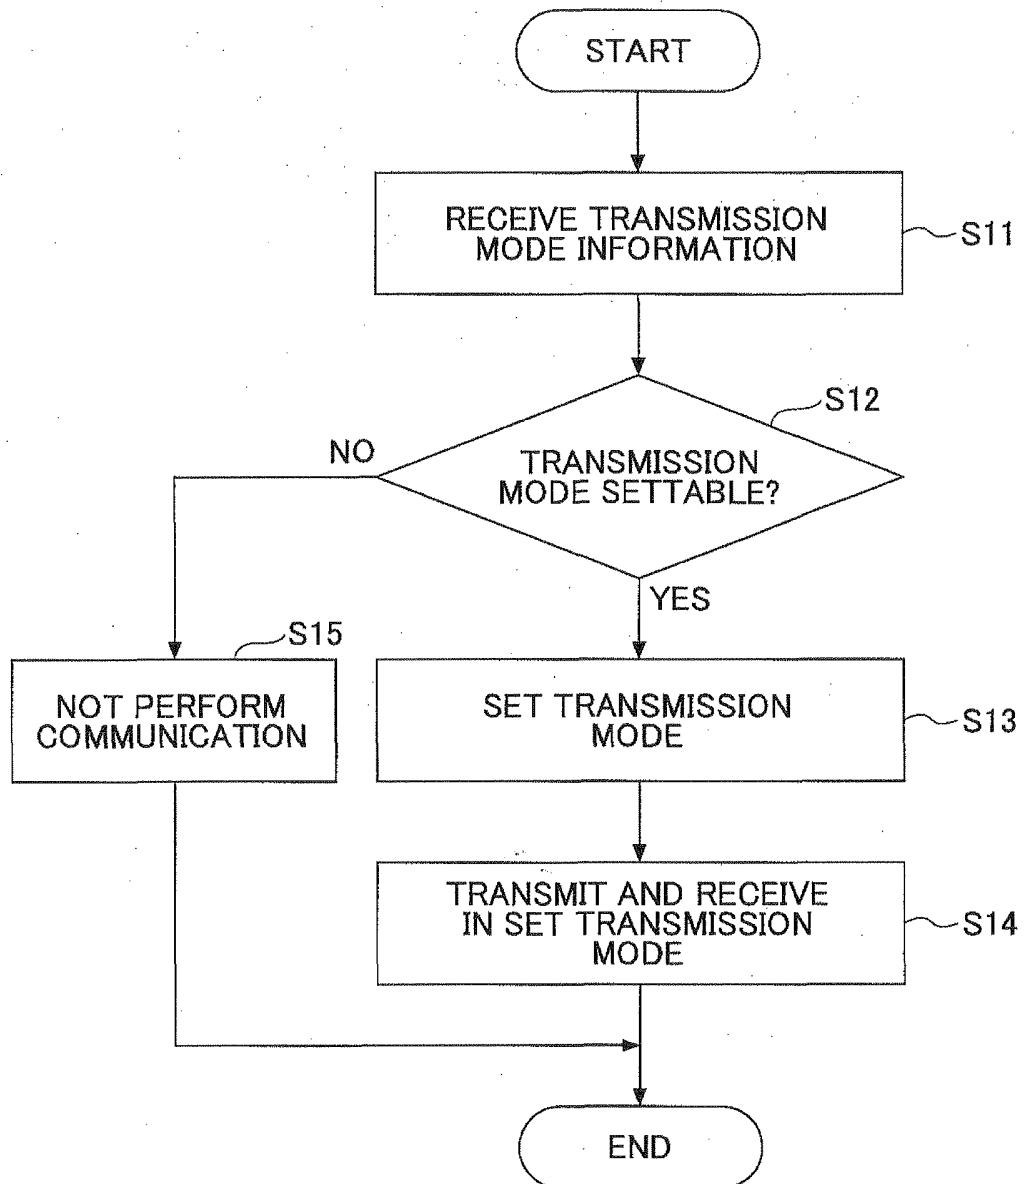 START
RECEIVE TRANSMISSION
MODE INFORMATION
S11
S12
NO
TRANSMISSION
MODE SETTABLE?
YES
S15
NOT PERFORM
COMMUNICATION
SET TRANSMISSION
MODE
S13
TRANSMIT AND RECEIVE
IN SET TRANSMISSION
MODE
S14
END